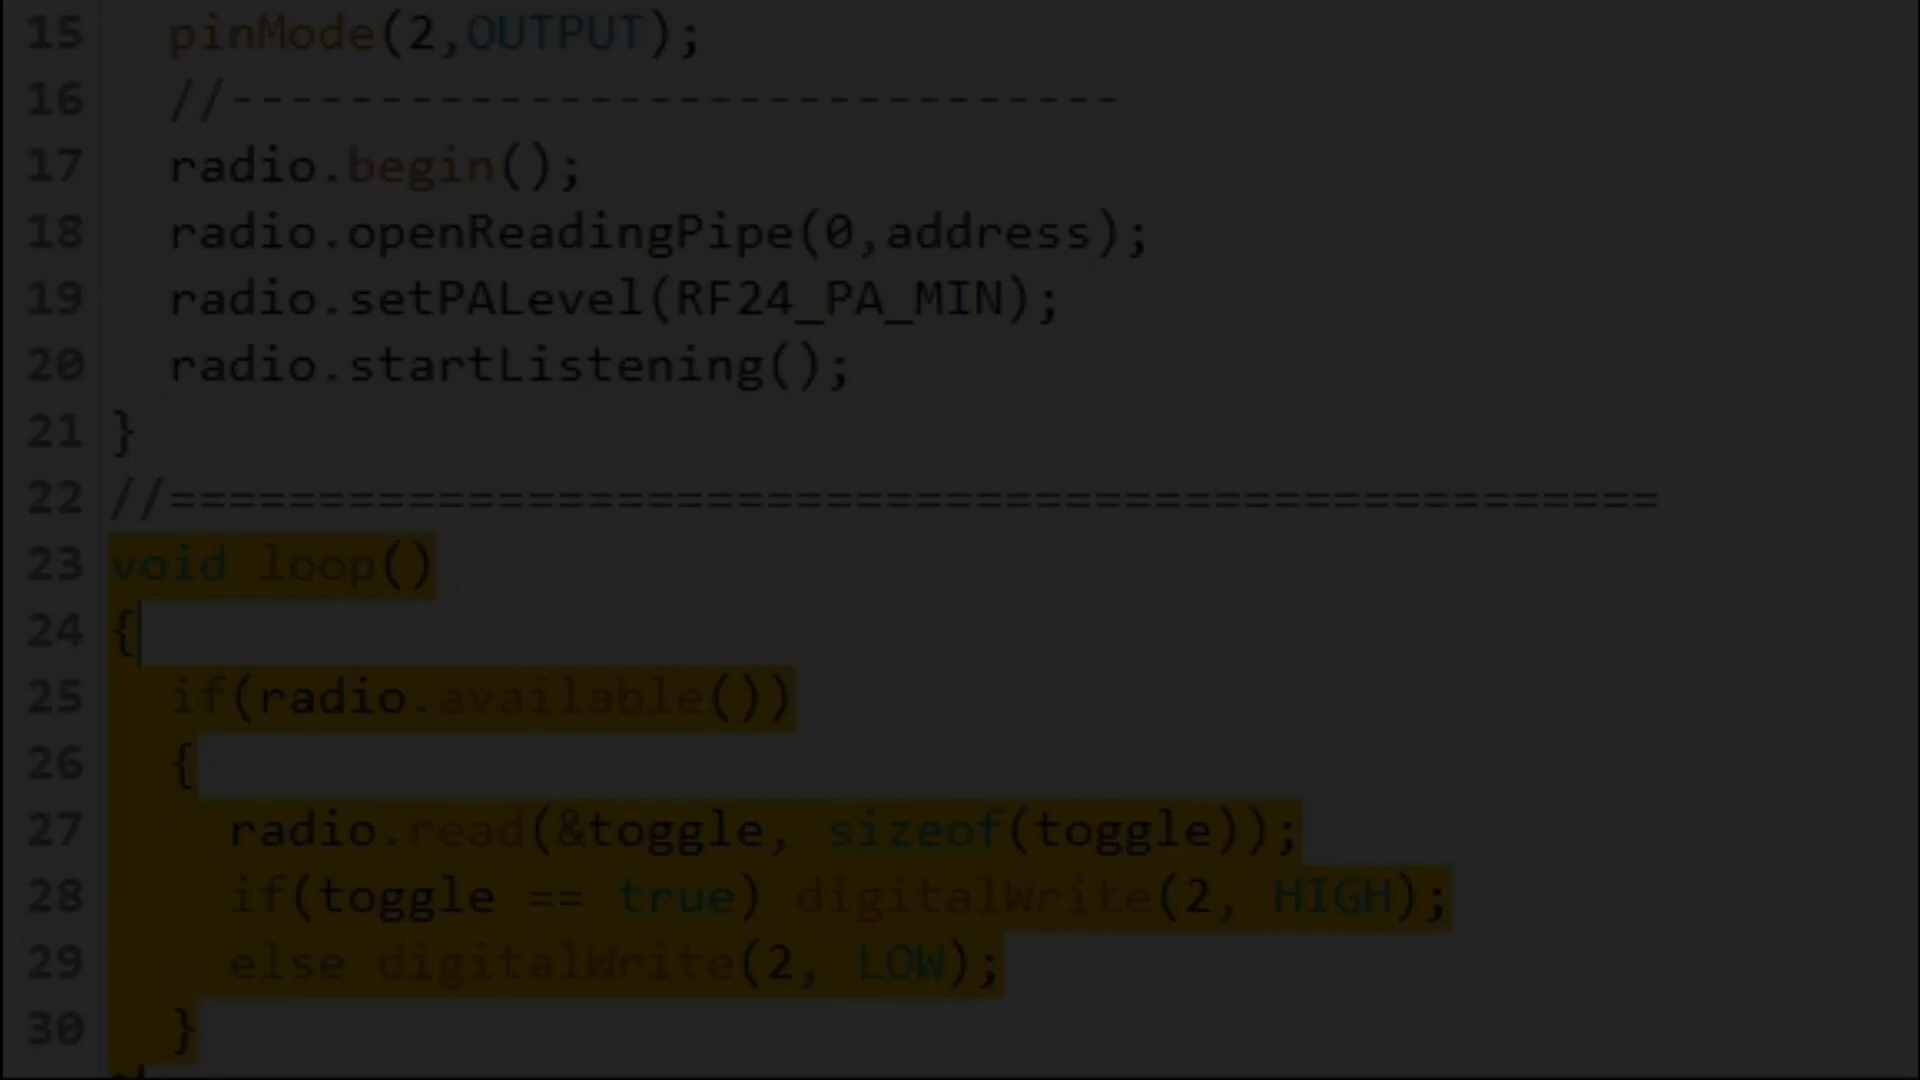 15 pinMode(2,OUTPUT);
16 //------------------------------
17 radio.begin();
18 radio.openReadingPipe(0,address);
19 radio.setPALevel(RF24_PA_MIN);
20 radio.startListening();
21 }
22 //==================================================
23 void loop()
24 {
25 if(radio.available())
26 {
27 radio.read(&toggle, sizeof(toggle));
28 if(toggle == true) digitalWrite(2, HIGH);
29 else digitalWrite(2, LOW);
30 }